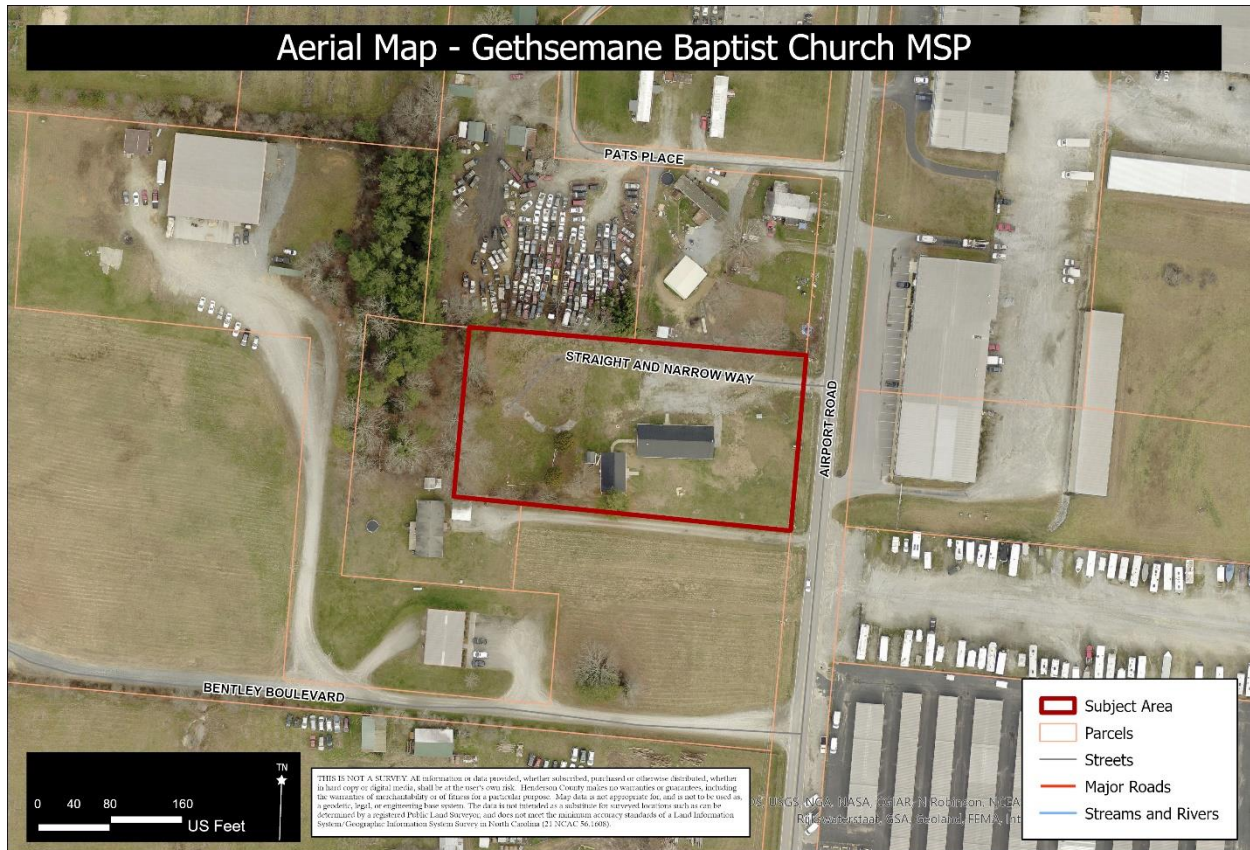 Aerial Map - Gethsemane Baptist Church MSP
PATS PLACE
STRAIGHT AND NARROW WAY
AIRPORT ROAD
BENTLEY BOULEVARD
TN
0 40 80 160
US Feet
THIS IS NOT A SURVEY. All information or data provided, whether subscribed, purchased or otherwise distributed, whether
in hard copy or digital media, shall be at the user's own risk. Henderson County makes no warranties or guarantees, including
the warranties of merchantability or of fitness for a particular purpose. Map data is not appropriate for, and is not to be used as,
a geodetic, legal, or engineering base system. The data is not intended as a substitute for surveyed locations such as can be
determined by a registered Public Land Surveyor, and does not meet the minimum accuracy standards of a Land Information
System/Geographic Information System Survey in North Carolina (21 NCAC 56.1608).
USGS, NGA, NASA, CGIAR, N Robinson, NCEA
Rijkswaterstaat, GSA, Geoland, FEMA, Int
Subject Area
Parcels
Streets
Major Roads
Streams and Rivers